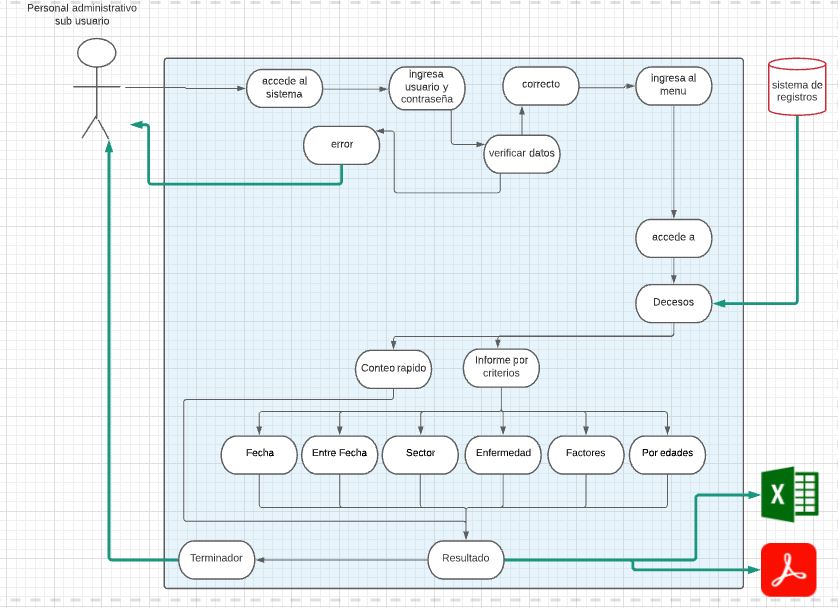 Personal administrativo
sub usuario
accede al
sistema
ingresa
usuario y
contraseña
correcto
ingresa al
menu
sistema de
registros
error
verificar datos
accede a
Decesos
Conteo rapido
Informe por
criterios
Fecha
Entre Fecha
Sector
Enfermedad
Factores
Por edades
X
Terminador
Resultado